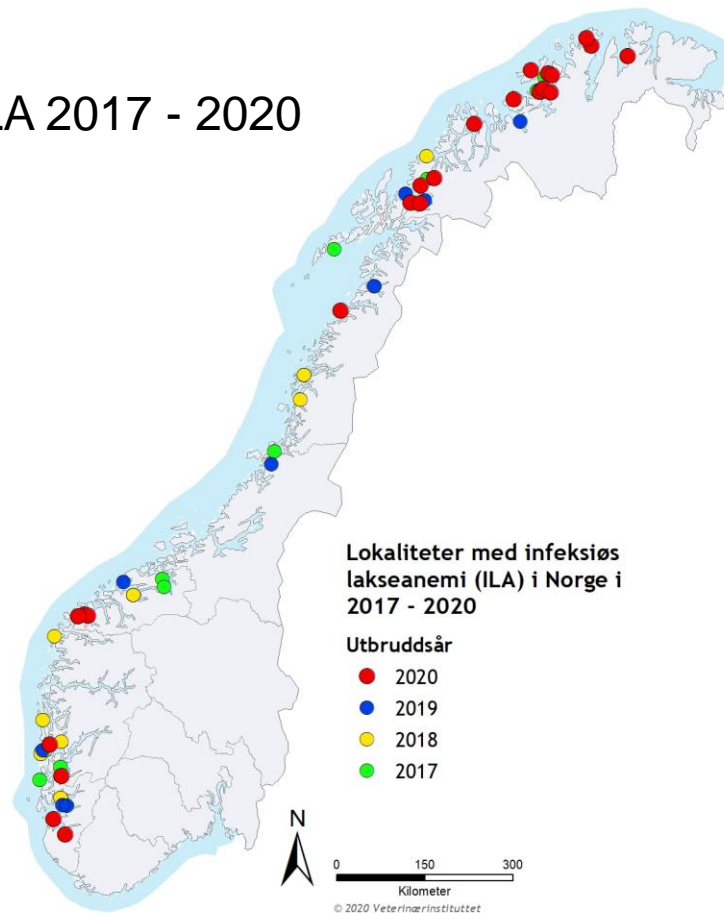 A 2017 - 2020
Lokaliteter med infeksiøs
lakseanemi (ILA) i Norge i
2017 - 2020
Utbruddsår
2020
2019
2018
2017
N
0 150 300
Kilometer
© 2020 Veterinærinstituttet